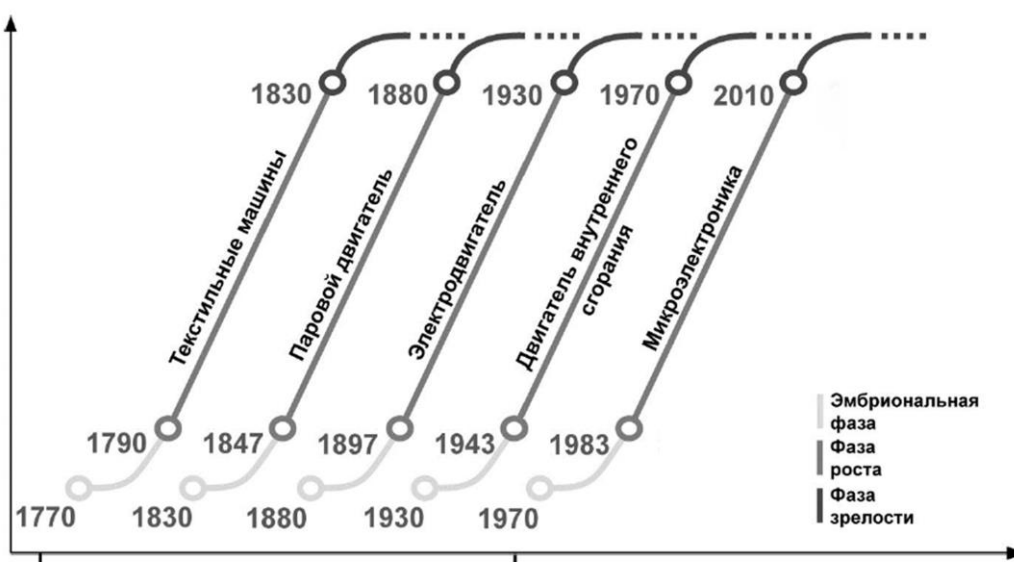 1830
1880
1930
1970
2010
Текстильные машины
Паровой двигатель
Электродвигатель
Двигатель внутреннего
сгорания
Микроэлектроника
1790
1847
1897
1943
1983
1770
1830
1880
1930
1970
Эмбриональная
фаза
Фаза
роста
Фаза
зрелости